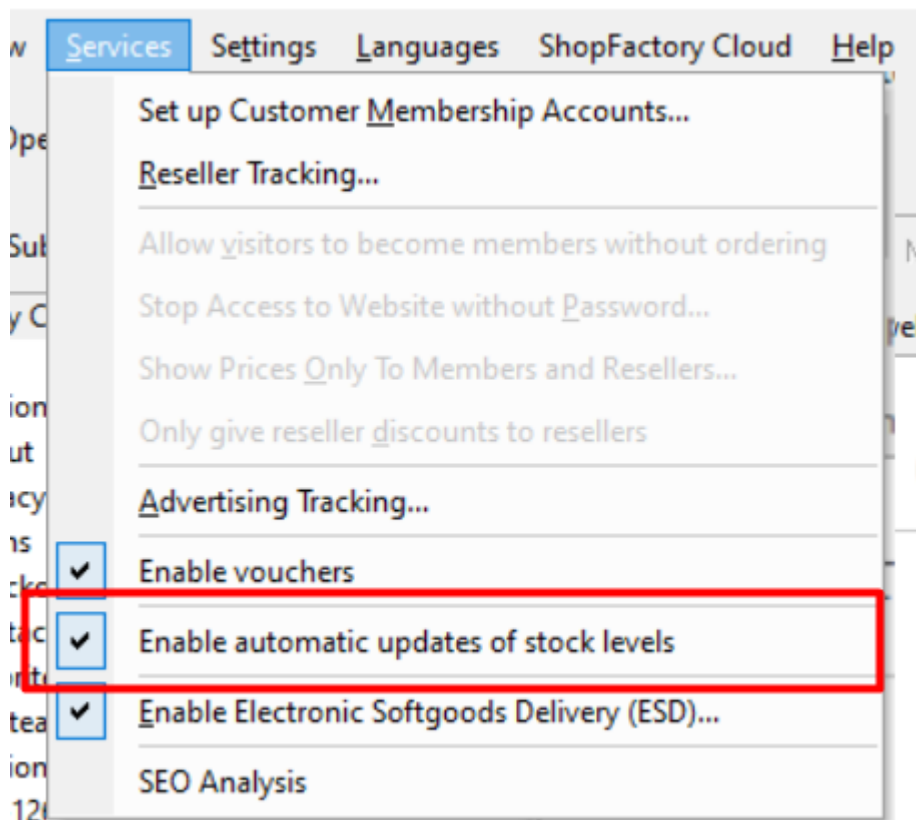 Services Settings Languages ShopFactory Cloud Help
Set up Customer Membership Accounts...
Reseller Tracking...
Allow visitors to become members without ordering
Stop Access to Website without Password...
Show Prices Only To Members and Resellers...
Only give reseller discounts to resellers
Advertising Tracking...
Enable vouchers
Enable automatic updates of stock levels
Enable Electronic Softgoods Delivery (ESD)...
SEO Analysis